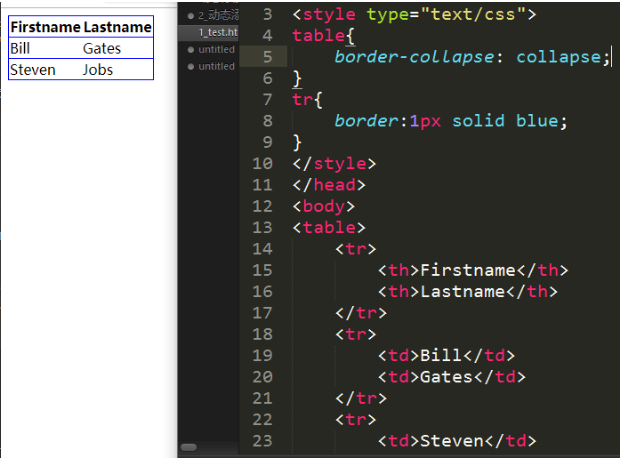 Firstname Lastname
Bill Gates
Steven Jobs
2_动态添
1_test.ht
untitled
untitled
3 <style type="text/css">
4 table{
5 border-collapse: collapse;
6 }
7 tr{
8 border:1px solid blue;
9 }
10 </style>
11 </head>
12 <body>
13 <table>
14 <tr>
15 <th>Firstname</th>
16 <th>Lastname</th>
17 </tr>
18 <tr>
19 <td>Bill</td>
20 <td>Gates</td>
21 </tr>
22 <tr>
23 <td>Steven</td>